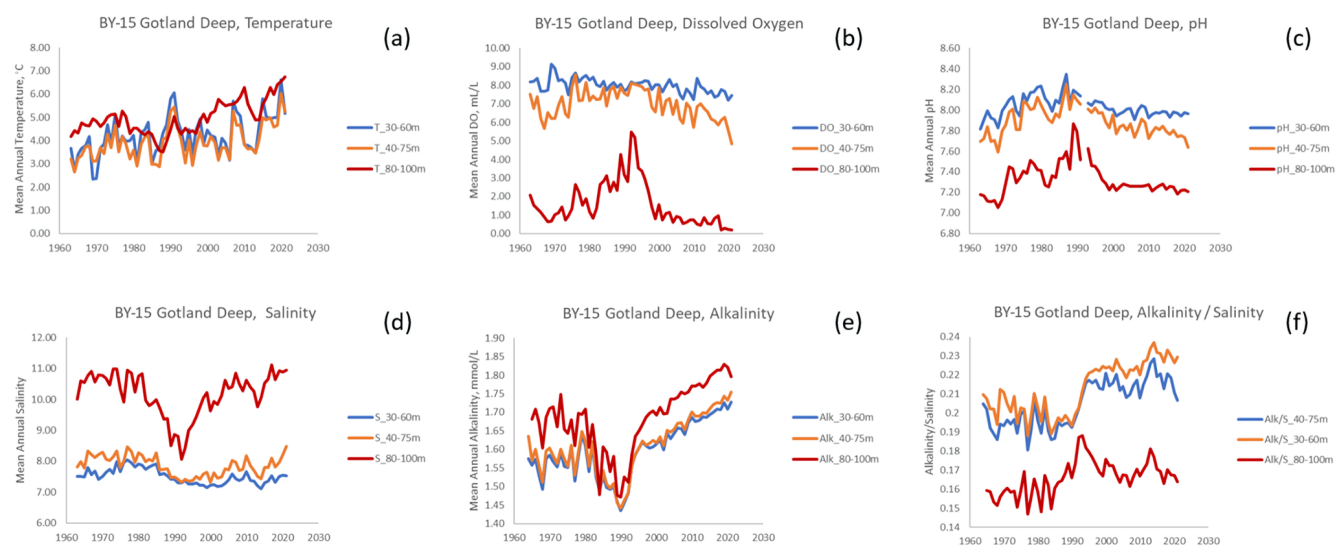 BY-15 Gotland Deep, Temperature
(a)
Mean Annual Temperature, °C
8.00
7.00
6.00
5.00
4.00
3.00
2.00
1.00
0.00
1960 1970 1980 1990 2000 2010 2020 2030
T_30-60m
T_40-75m
T_80-100m
BY-15 Gotland Deep, Dissolved Oxygen
(b)
Mean Annual DO, mL/L
10.00
9.00
8.00
7.00
6.00
5.00
4.00
3.00
2.00
1.00
0.00
1960 1970 1980 1990 2000 2010 2020 2030
DO_30-60m
DO_40-75m
DO_80-100m
BY-15 Gotland Deep, pH
(c)
Mean Annual pH
8.60
8.40
8.20
8.00
7.80
7.60
7.40
7.20
7.00
6.80
1960 1970 1980 1990 2000 2010 2020 2030
pH_30-60m
pH_40-75m
pH_80-100m
BY-15 Gotland Deep, Salinity
(d)
Mean Annual Salinity
12.00
11.00
10.00
9.00
8.00
7.00
6.00
1960 1970 1980 1990 2000 2010 2020 2030
S_30-60m
S_40-75m
S_80-100m
BY-15 Gotland Deep, Alkalinity
(e)
Mean Annual Alkalinity, mmol/L
1.90
1.80
1.70
1.60
1.50
1.40
1960 1970 1980 1990 2000 2010 2020 2030
Alk_30-60m
Alk_40-75m
Alk_80-100m
BY-15 Gotland Deep, Alkalinity / Salinity
(f)
Alkalinity/Salinity
0.24
0.23
0.22
0.21
0.2
0.19
0.18
0.17
0.16
0.15
0.14
1960 1970 1980 1990 2000 2010 2020 2030
Alk/S_40-75m
Alk/S_30-60m
Alk/S_80-100m